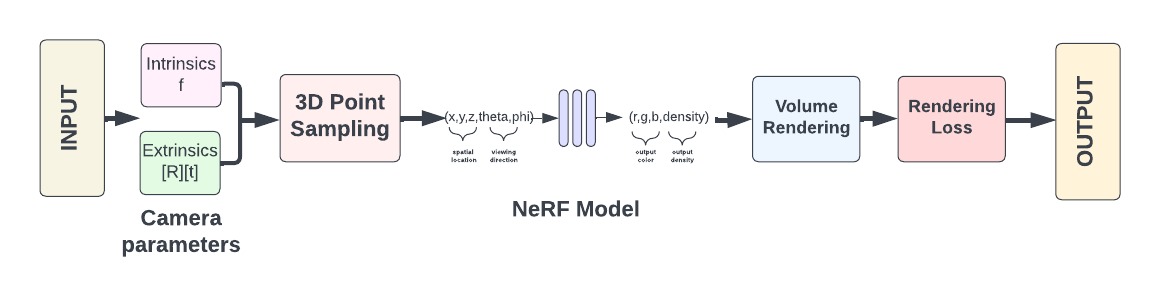 INPUT
Intrinsics
f
Extrinsics
[R][t]
Camera
parameters
3D Point
Sampling
(x,y,z,theta,phi)
spatial
location
viewing
direction
(r,g,b,density)
output
color
output
density
NeRF Model
Volume
Rendering
Rendering
Loss
OUTPUT